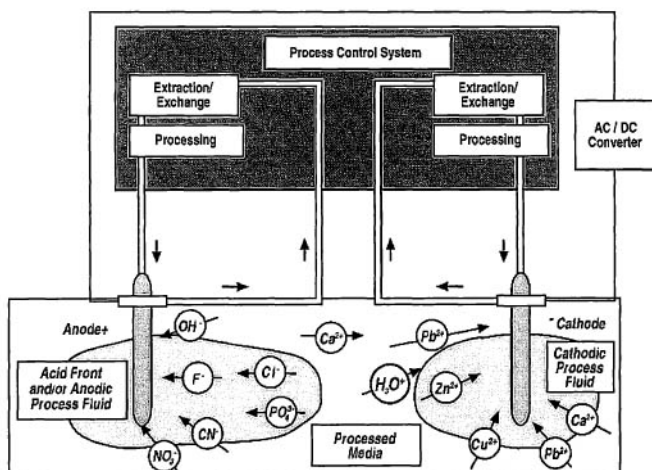 Process Control System
Extraction/
Exchange
Processing
Extraction/
Exchange
Processing
AC / DC
Converter
Anode+
OH⁻
Ca²⁺
Pb²⁺
⁻ Cathode
Acid Front
and/or Anodic
Process Fluid
F⁻
Cl⁻
H₃O⁺
Zn²⁺
Cathodic
Process
Fluid
PO₄³⁻
CN⁻
NO₃⁻
Processed
Media
Cu²⁺
Pb²⁺
Ca²⁺